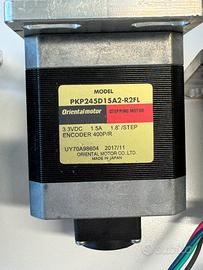 MODEL
PKP245D15A2-R2FL
Orientalmotor STEPPING MOTOR
3.3VDC 1.5A 1.8°/STEP
ENCODER 400P/R
UY70A98604 2017/11
ORIENTAL MOTOR CO.,LTD.
MADE IN JAPAN
subito